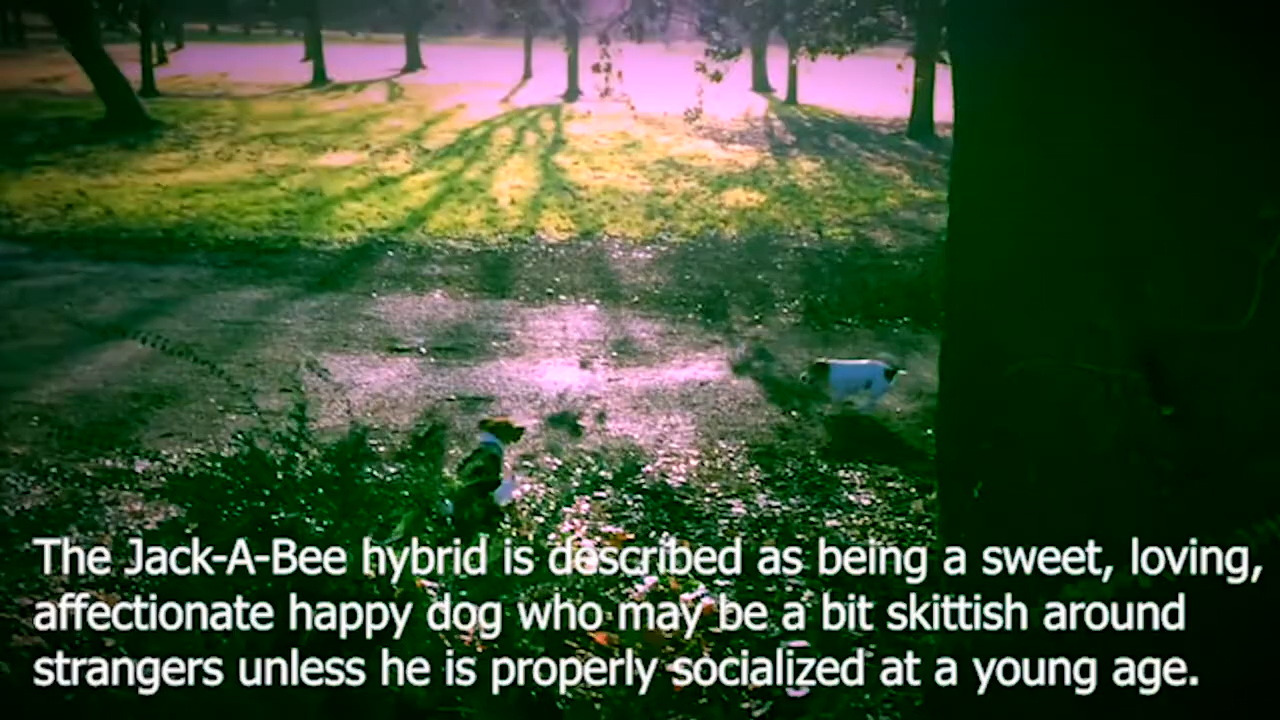 The Jack-A-Bee hybrid is described as being a sweet, loving,
affectionate happy dog who may be a bit skittish around
strangers unless he is properly socialized at a young age.